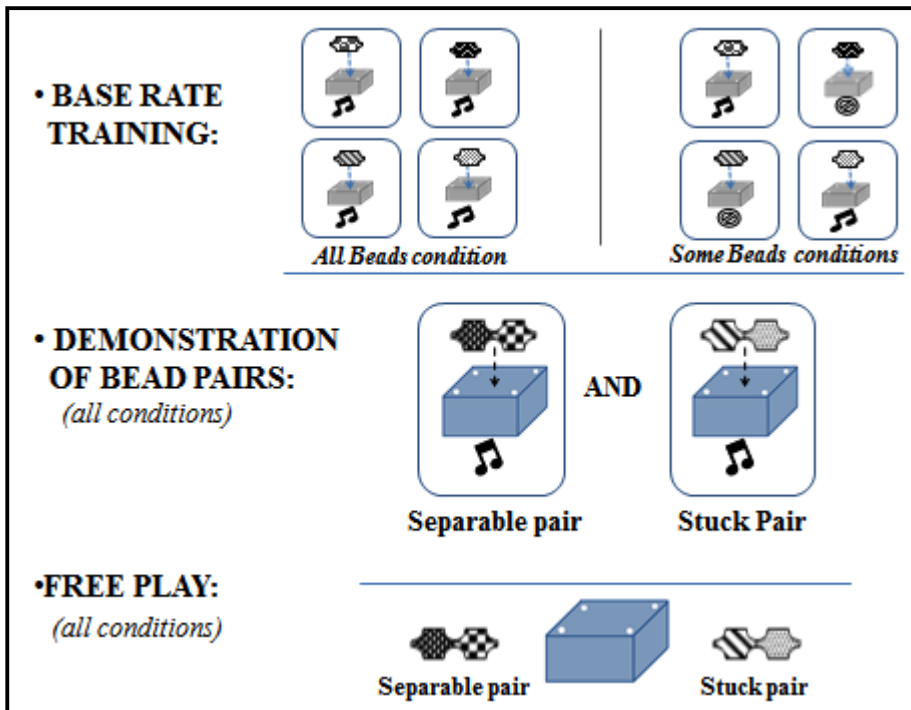 • BASE RATE
TRAINING:
All Beads condition
Some Beads conditions
• DEMONSTRATION
OF BEAD PAIRS:
(all conditions)
AND
Separable pair
Stuck Pair
•FREE PLAY:
(all conditions)
Separable pair
Stuck pair